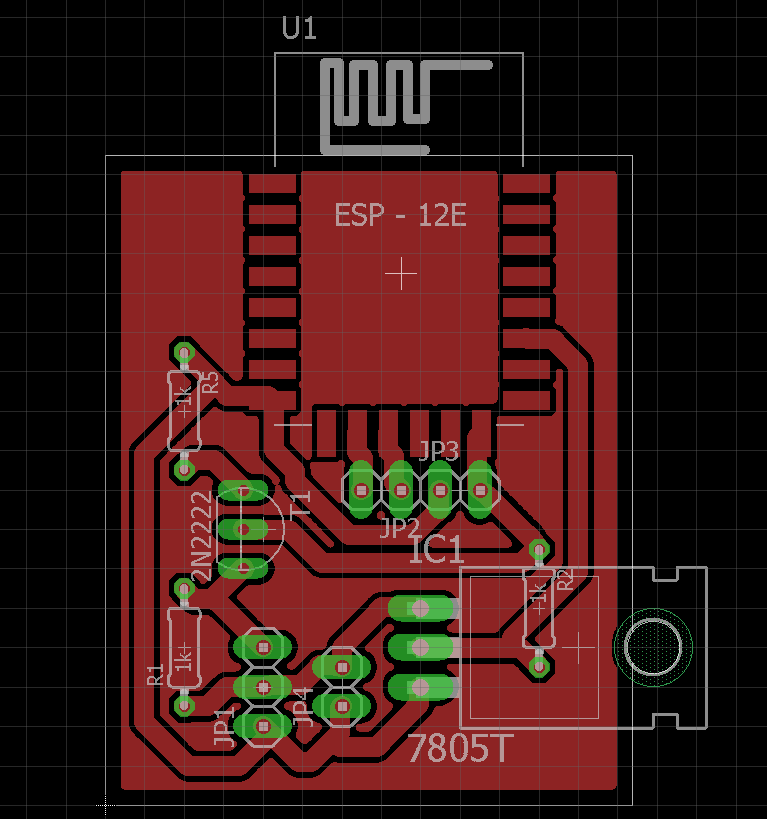 U1
ESP - 12E
R5
+1k
JP3
T1
2N2222
JP2
IC1
R2
+1k
1k+
R1
JP1
JP4
7805T